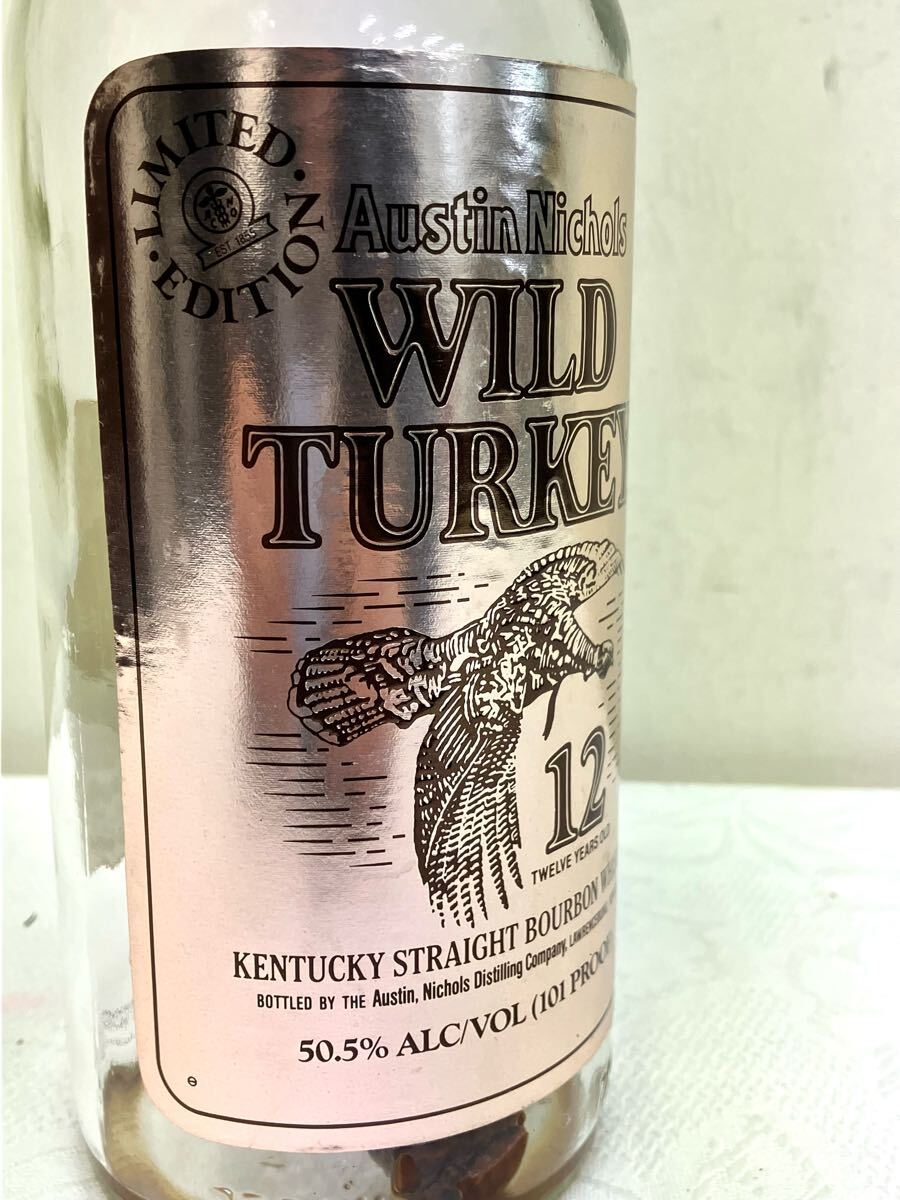 LIMITED
EDITION
EST. 1855
Austin Nichols
WILD
TURKEY
12
TWELVE YEARS OLD
KENTUCKY STRAIGHT BOURBON
BOTTLED BY THE Austin, Nichols Distilling Company, LAWRENCEBURG,
50.5% ALC/VOL (101 PROOF